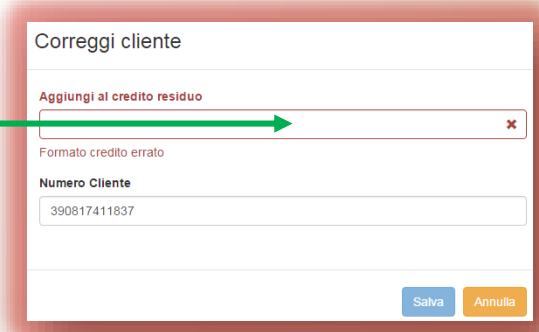 Correggi cliente
Aggiungi al credito residuo
Formato credito errato
Numero Cliente
390817411837
Salva Annulla